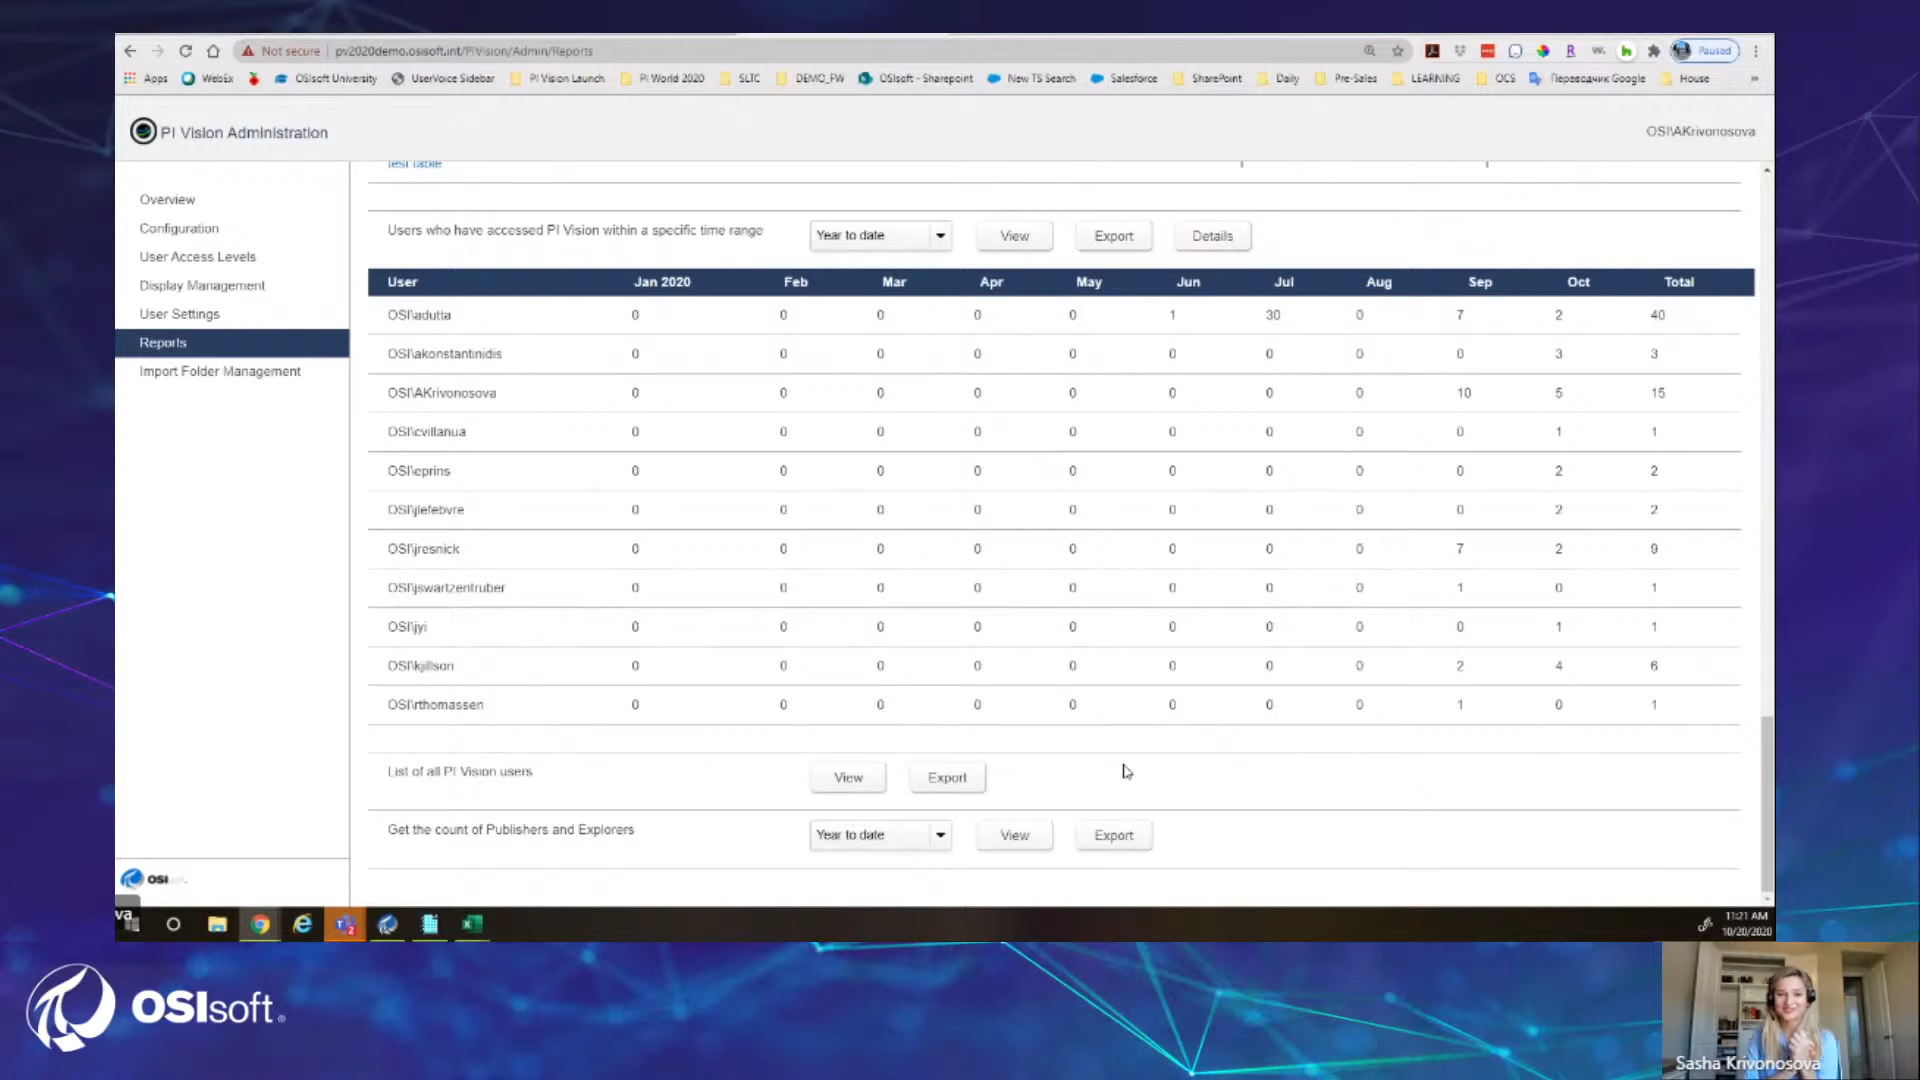 Not secure pv2020demo.osisoft.int/PIVision/Admin/Reports Paused
Apps WebEx OSIsoft University UserVoice Sidebar PI Vision Launch PI World 2020 SLTC DEMO_FW OSIsoft - Sharepoint New TS Search Salesforce SharePoint Daily Pre-Sales LEARNING OCS Переводчик Google House »
PI Vision Administration
OSI\AKrivonosova
Overview
Configuration
User Access Levels
Display Management
User Settings
Reports
Import Folder Management
test table
Users who have accessed PI Vision within a specific time range Year to date View Export Details
User Jan 2020 Feb Mar Apr May Jun Jul Aug Sep Oct Total
OSI\adutta 0 0 0 0 0 1 30 0 7 2 40
OSI\akonstantinidis 0 0 0 0 0 0 0 0 0 3 3
OSI\AKrivonosova 0 0 0 0 0 0 0 0 10 5 15
OSI\cvillanua 0 0 0 0 0 0 0 0 0 1 1
OSI\eprins 0 0 0 0 0 0 0 0 0 2 2
OSI\jlefebvre 0 0 0 0 0 0 0 0 0 2 2
OSI\jresnick 0 0 0 0 0 0 0 0 7 2 9
OSI\jswartzentruber 0 0 0 0 0 0 0 0 1 0 1
OSI\jyi 0 0 0 0 0 0 0 0 0 1 1
OSI\kjillson 0 0 0 0 0 0 0 0 2 4 6
OSI\rthomassen 0 0 0 0 0 0 0 0 1 0 1
List of all PI Vision users View Export
Get the count of Publishers and Explorers Year to date View Export
OSI
va
11:21 AM
10/20/2020
OSIsoft.
Sasha Krivonosova